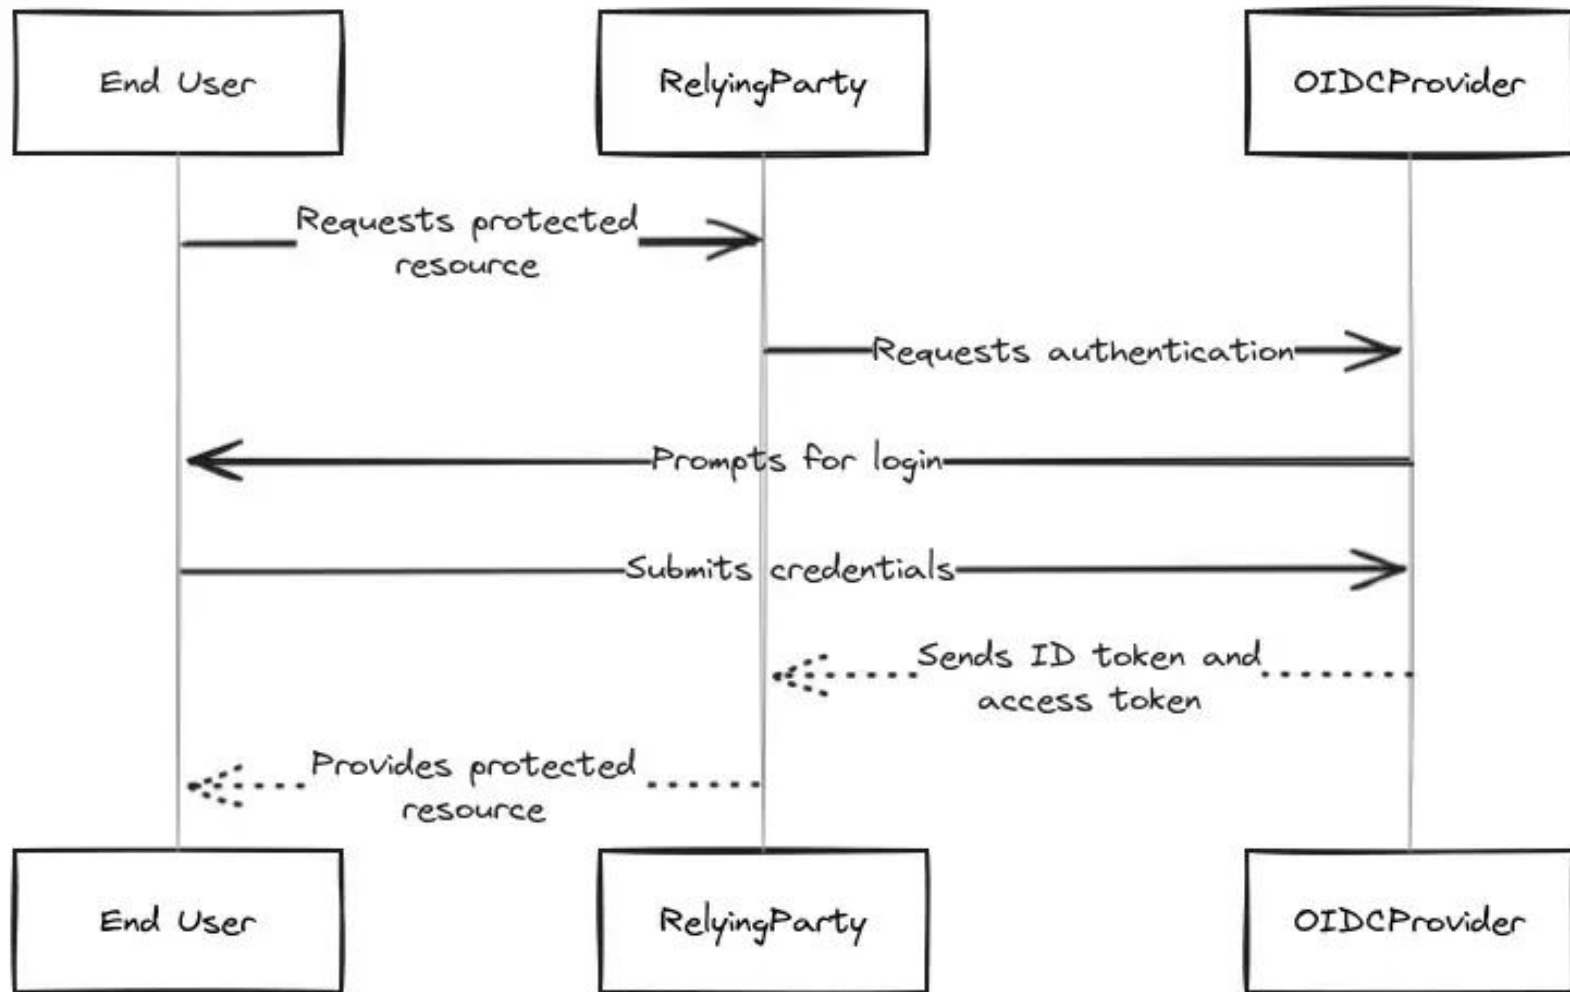 End User
RelyingParty
OIDCProvider
Requests protected
resource
Requests authentication
Prompts for login
Submits credentials
Sends ID token and
access token
Provides protected
resource
End User
RelyingParty
OIDCProvider